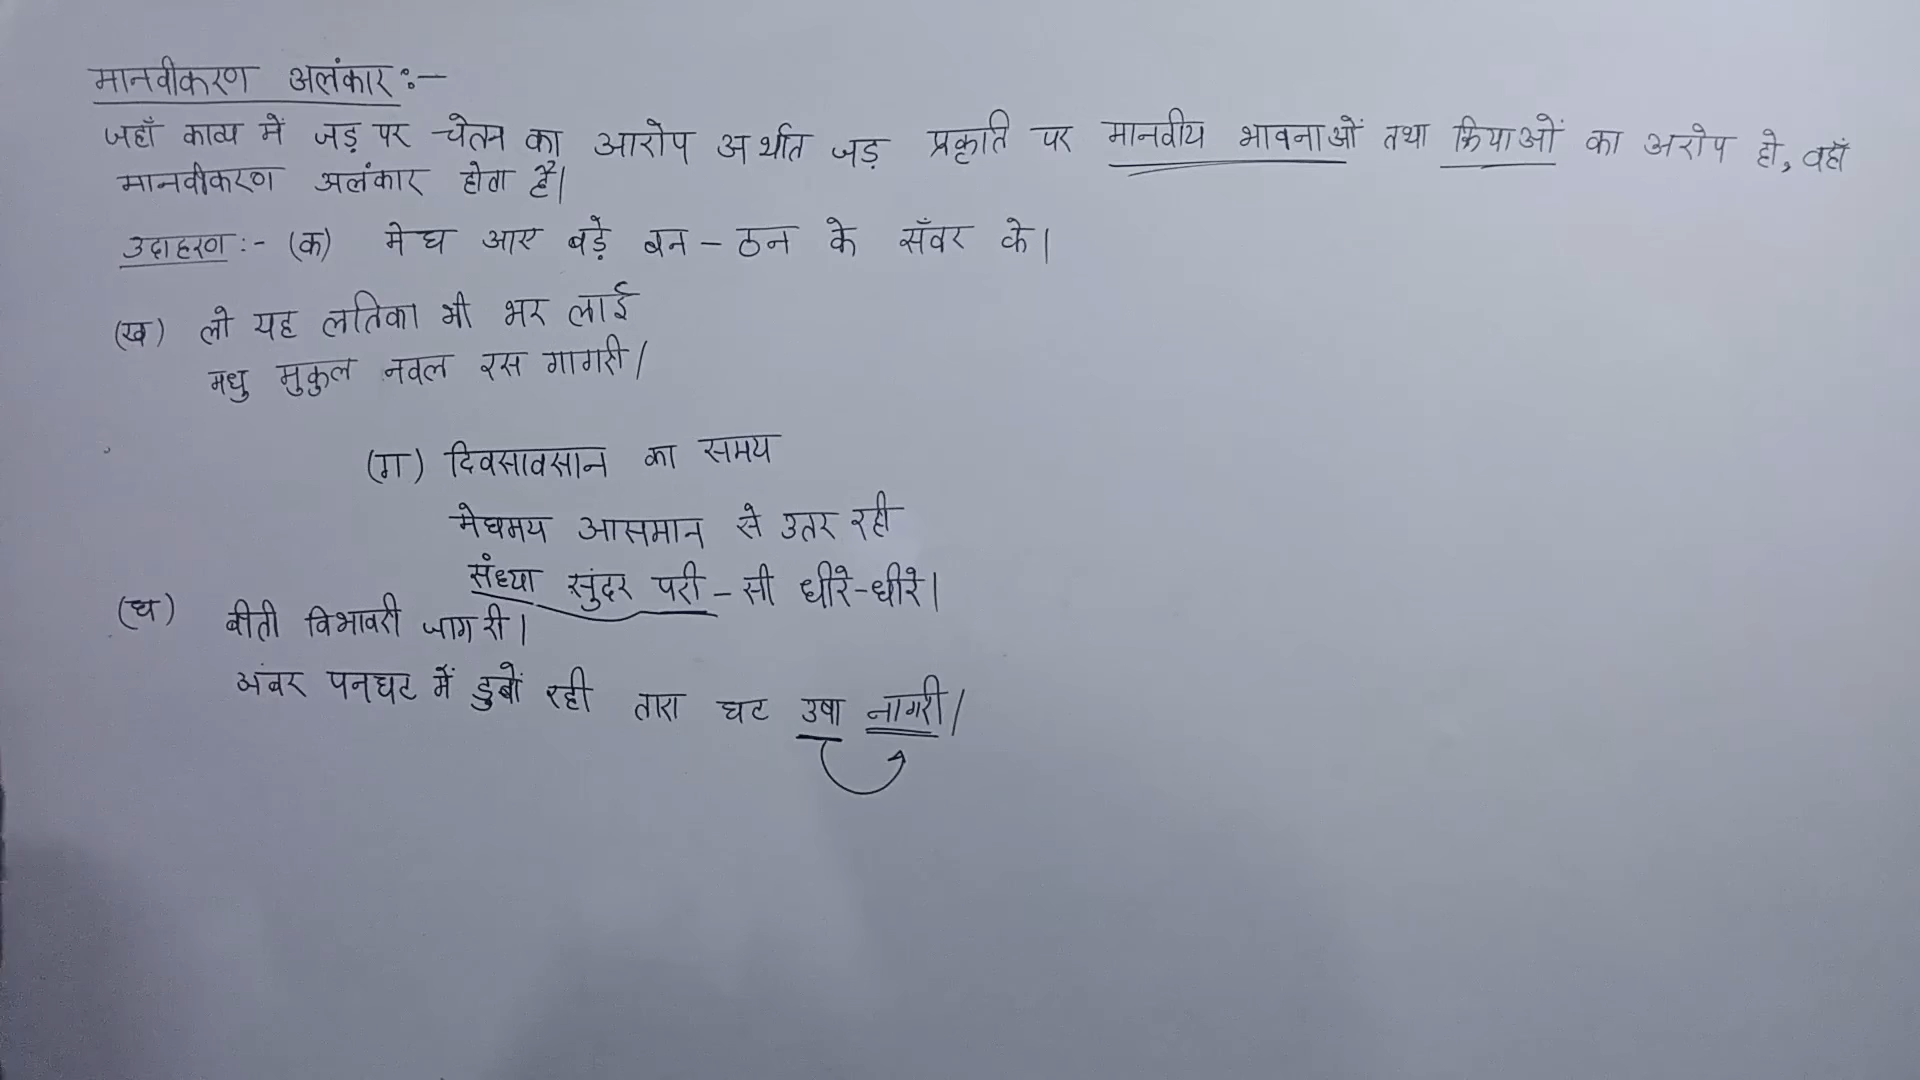 मानवीकरण अलंकार :-
जहाँ काव्य में जड़ पर चेतन का आरोप अर्थात जड़ प्रकृति पर मानवीय भावनाओं तथा क्रियाओं का अरोप हो, वहाँ
मानवीकरण अलंकार होता है।
उदाहरण :- (क) मेघ आए बड़े बन - ठन के सँवर के।
(ख) लो यह लतिका भी भर लाई
मधु मुकुल नवल रस गागरी।
(ग) दिवसावसान का समय
मेघमय आसमान से उतर रही
संध्या सुंदर परी - सी धीरे-धीरे।
(घ) बीती विभावरी जाग री।
अंबर पनघट में डुबों रही तारा घट उषा नागरी।